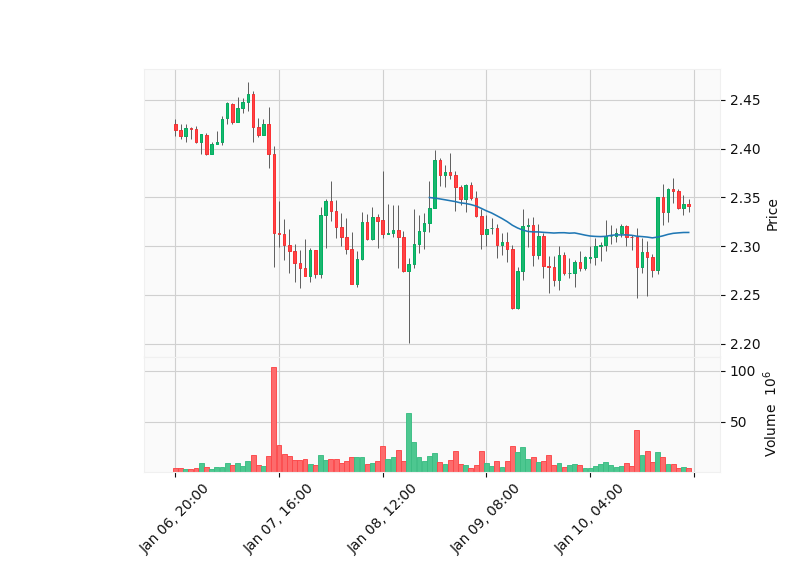 2.45
2.40
2.35
2.30
2.25
2.20
Price
100
50
Volume 10^6
Jan 06, 20:00
Jan 07, 16:00
Jan 08, 12:00
Jan 09, 08:00
Jan 10, 04:00